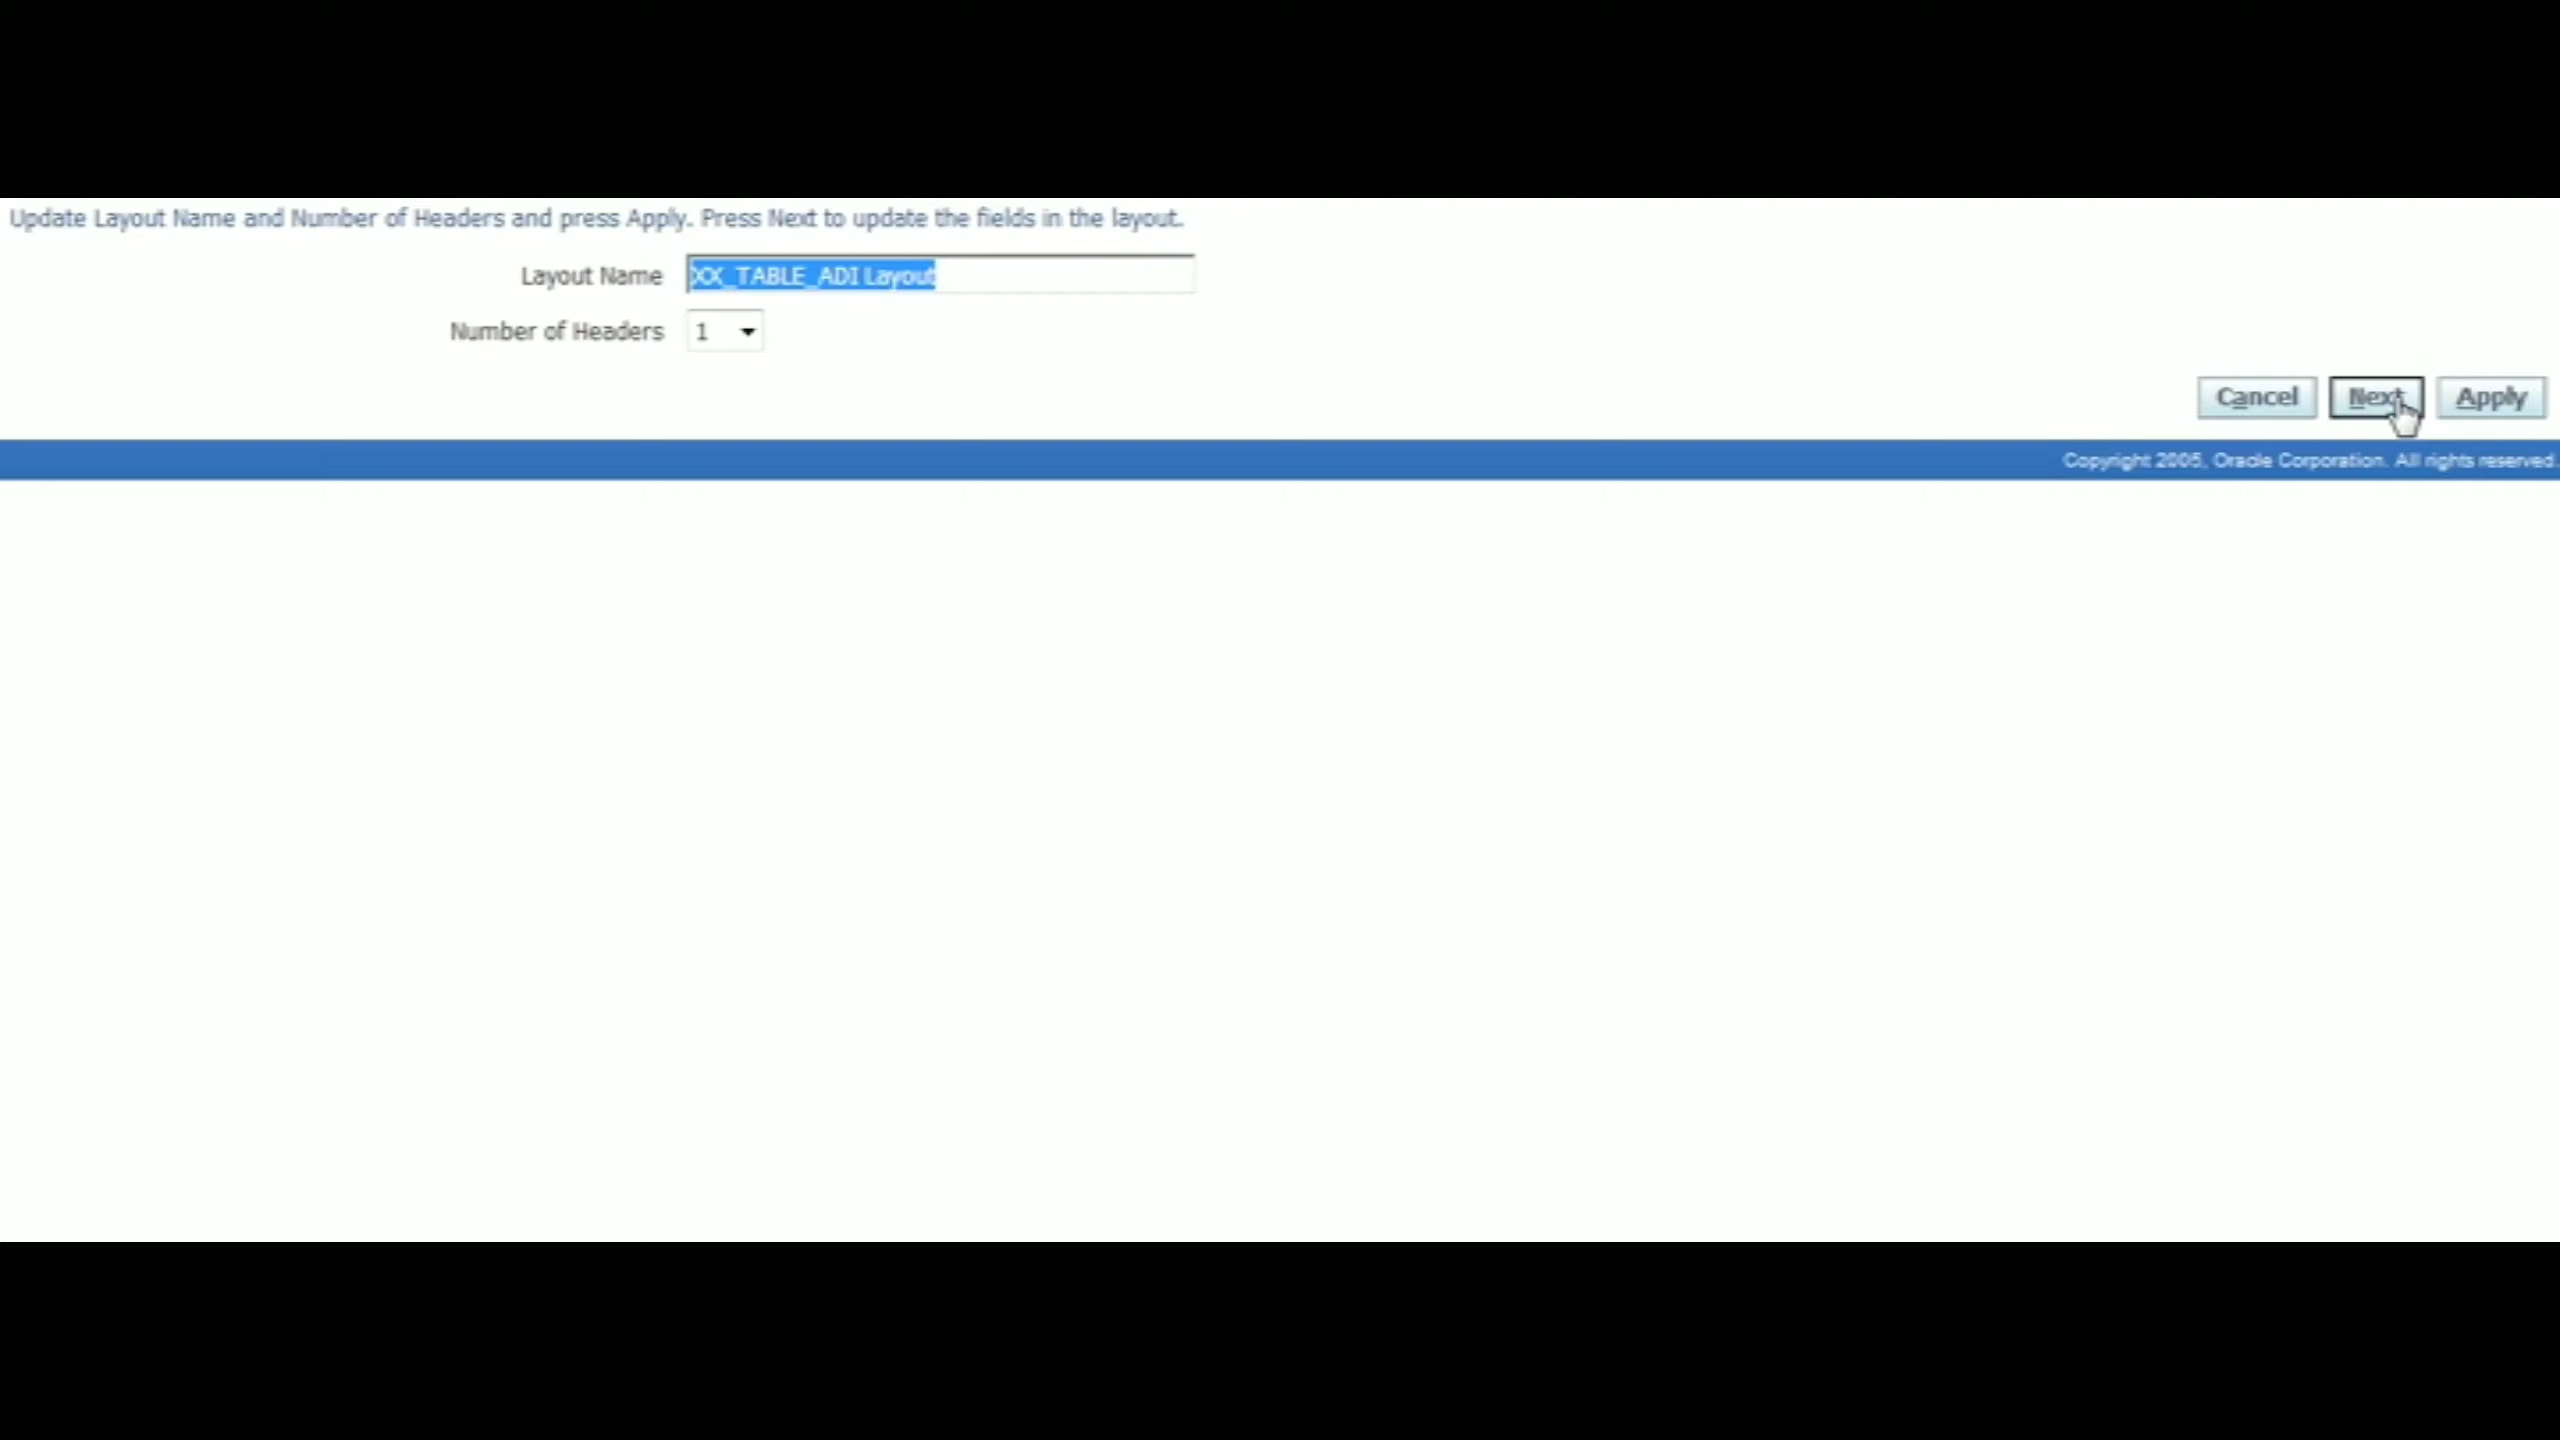 Update Layout Name and Number of Headers and press Apply. Press Next to update the fields in the layout.
Layout Name XX_TABLE_ADI Layout
Number of Headers 1
Cancel Next Apply
Copyright 2005, Oracle Corporation. All rights reserved.